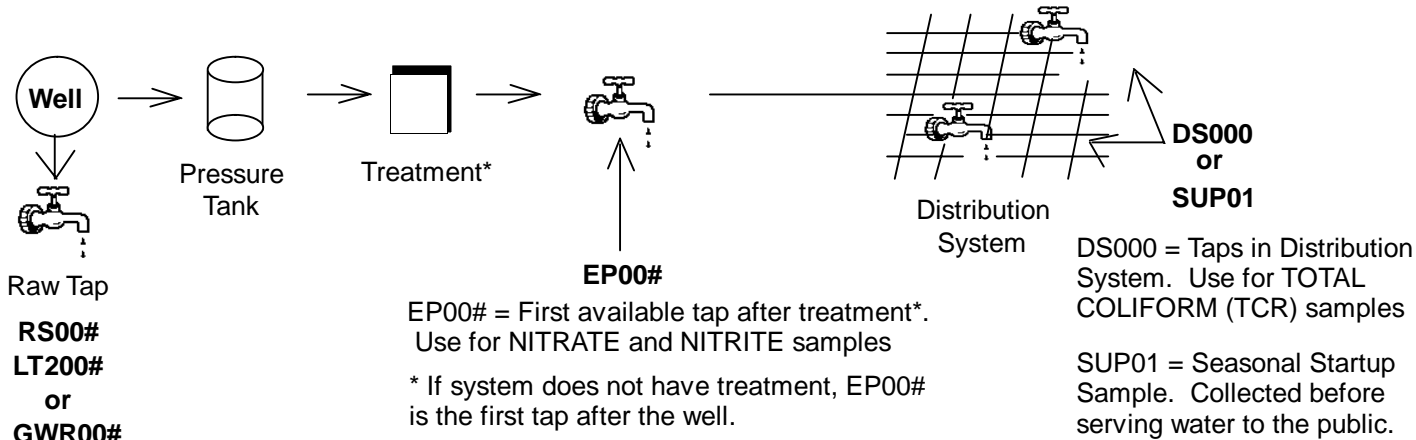 Well
Pressure
Tank
Treatment*
Raw Tap
RS00#
LT200#
or
GWR00#
EP00#
EP00# = First available tap after treatment*.
Use for NITRATE and NITRITE samples
* If system does not have treatment, EP00#
is the first tap after the well.
Distribution
System
DS000
or
SUP01
DS000 = Taps in Distribution
System. Use for TOTAL
COLIFORM (TCR) samples
SUP01 = Seasonal Startup
Sample. Collected before
serving water to the public.